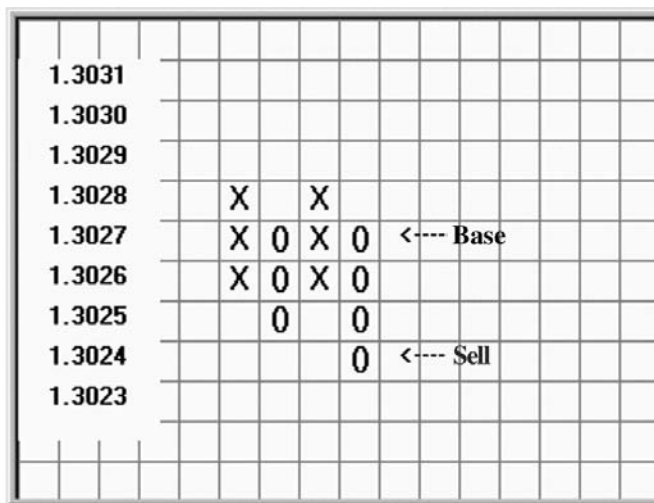 1.3031
1.3030
1.3029
1.3028 X X
1.3027 X 0 X 0 <---- Base
1.3026 X 0 X 0
1.3025 0 0
1.3024 0 <---- Sell
1.3023